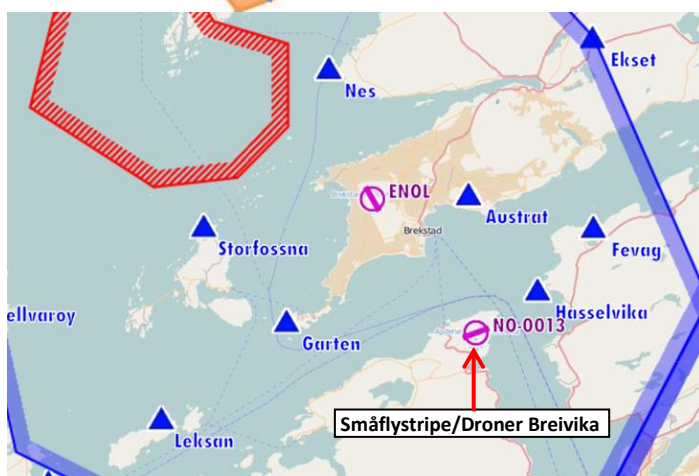 Ekset
Nes
ENOL
Austrat
Brekstad
Storfossna
Fevag
Hasselvika
ellvaroy
NO-0013
Garten
Småflystripe/Droner Breivika
Leksan